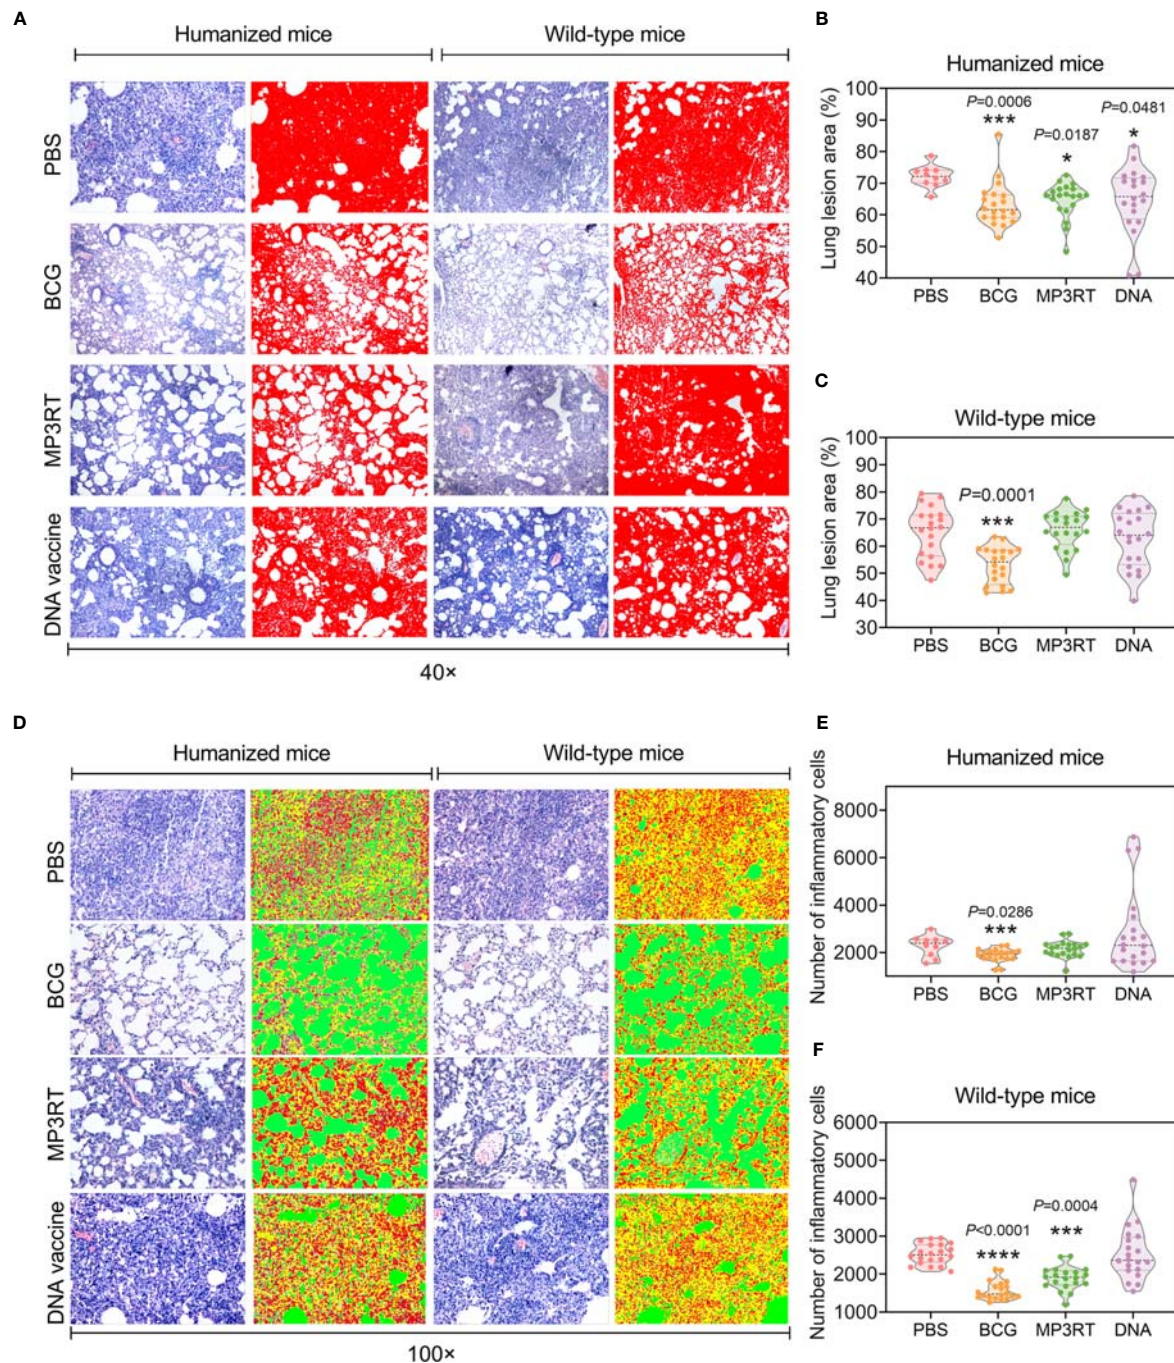 A
Humanized mice
Wild-type mice
PBS
BCG
MP3RT
DNA vaccine
40×
B
Humanized mice
Lung lesion area (%)
100
90
80
70
60
50
40
P=0.0006
***
P=0.0187
*
P=0.0481
*
PBS BCG MP3RT DNA
C
Wild-type mice
Lung lesion area (%)
100
90
80
70
60
50
40
30
P=0.0001
***
PBS BCG MP3RT DNA
D
Humanized mice
Wild-type mice
PBS
BCG
MP3RT
DNA vaccine
100×
E
Humanized mice
Number of inflammatory cells
8000
6000
4000
2000
P=0.0286
***
PBS BCG MP3RT DNA
F
Wild-type mice
Number of inflammatory cells
6000
5000
4000
3000
2000
1000
P<0.0001
****
P=0.0004
***
PBS BCG MP3RT DNA